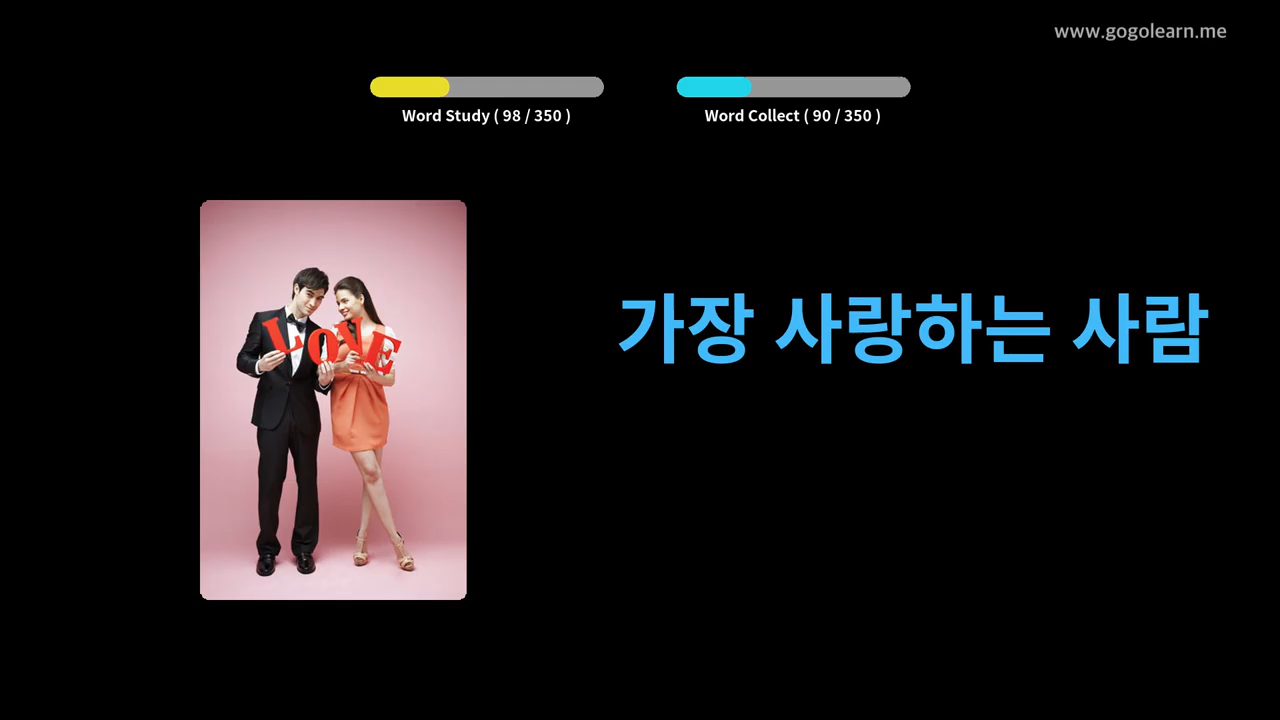 www.gogolearn.me
Word Study ( 98 / 350 )
Word Collect ( 90 / 350 )
LOVE
가장 사랑하는 사람